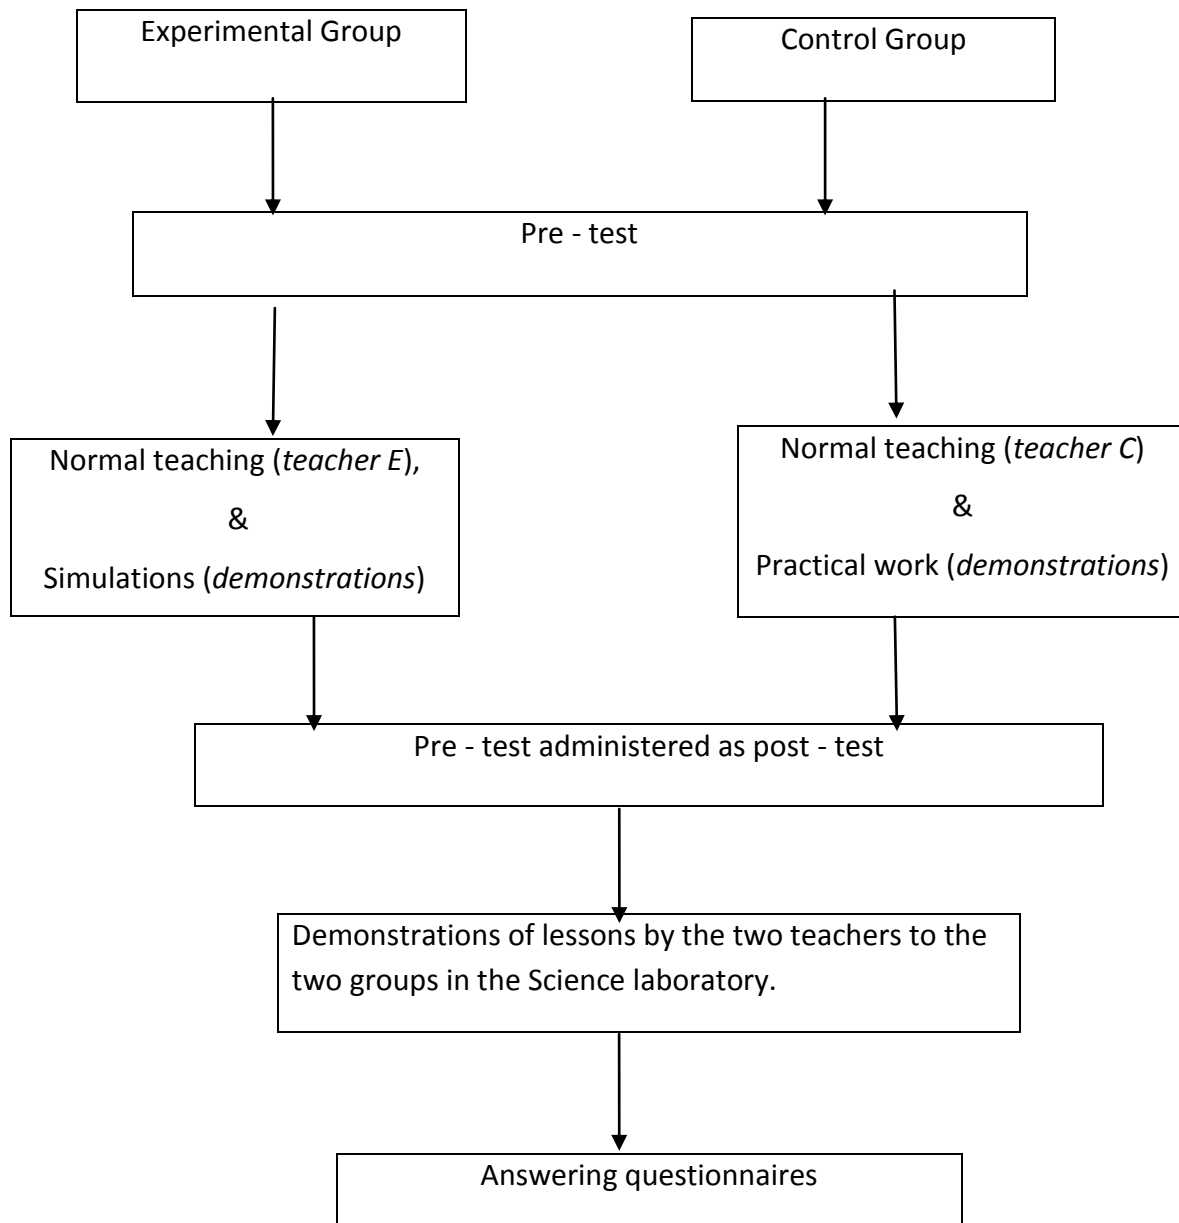 Experimental Group
Control Group
Pre - test
Normal teaching (teacher E),
&
Simulations (demonstrations)
Normal teaching (teacher C)
&
Practical work (demonstrations)
Pre - test administered as post - test
Demonstrations of lessons by the two teachers to the
two groups in the Science laboratory.
Answering questionnaires